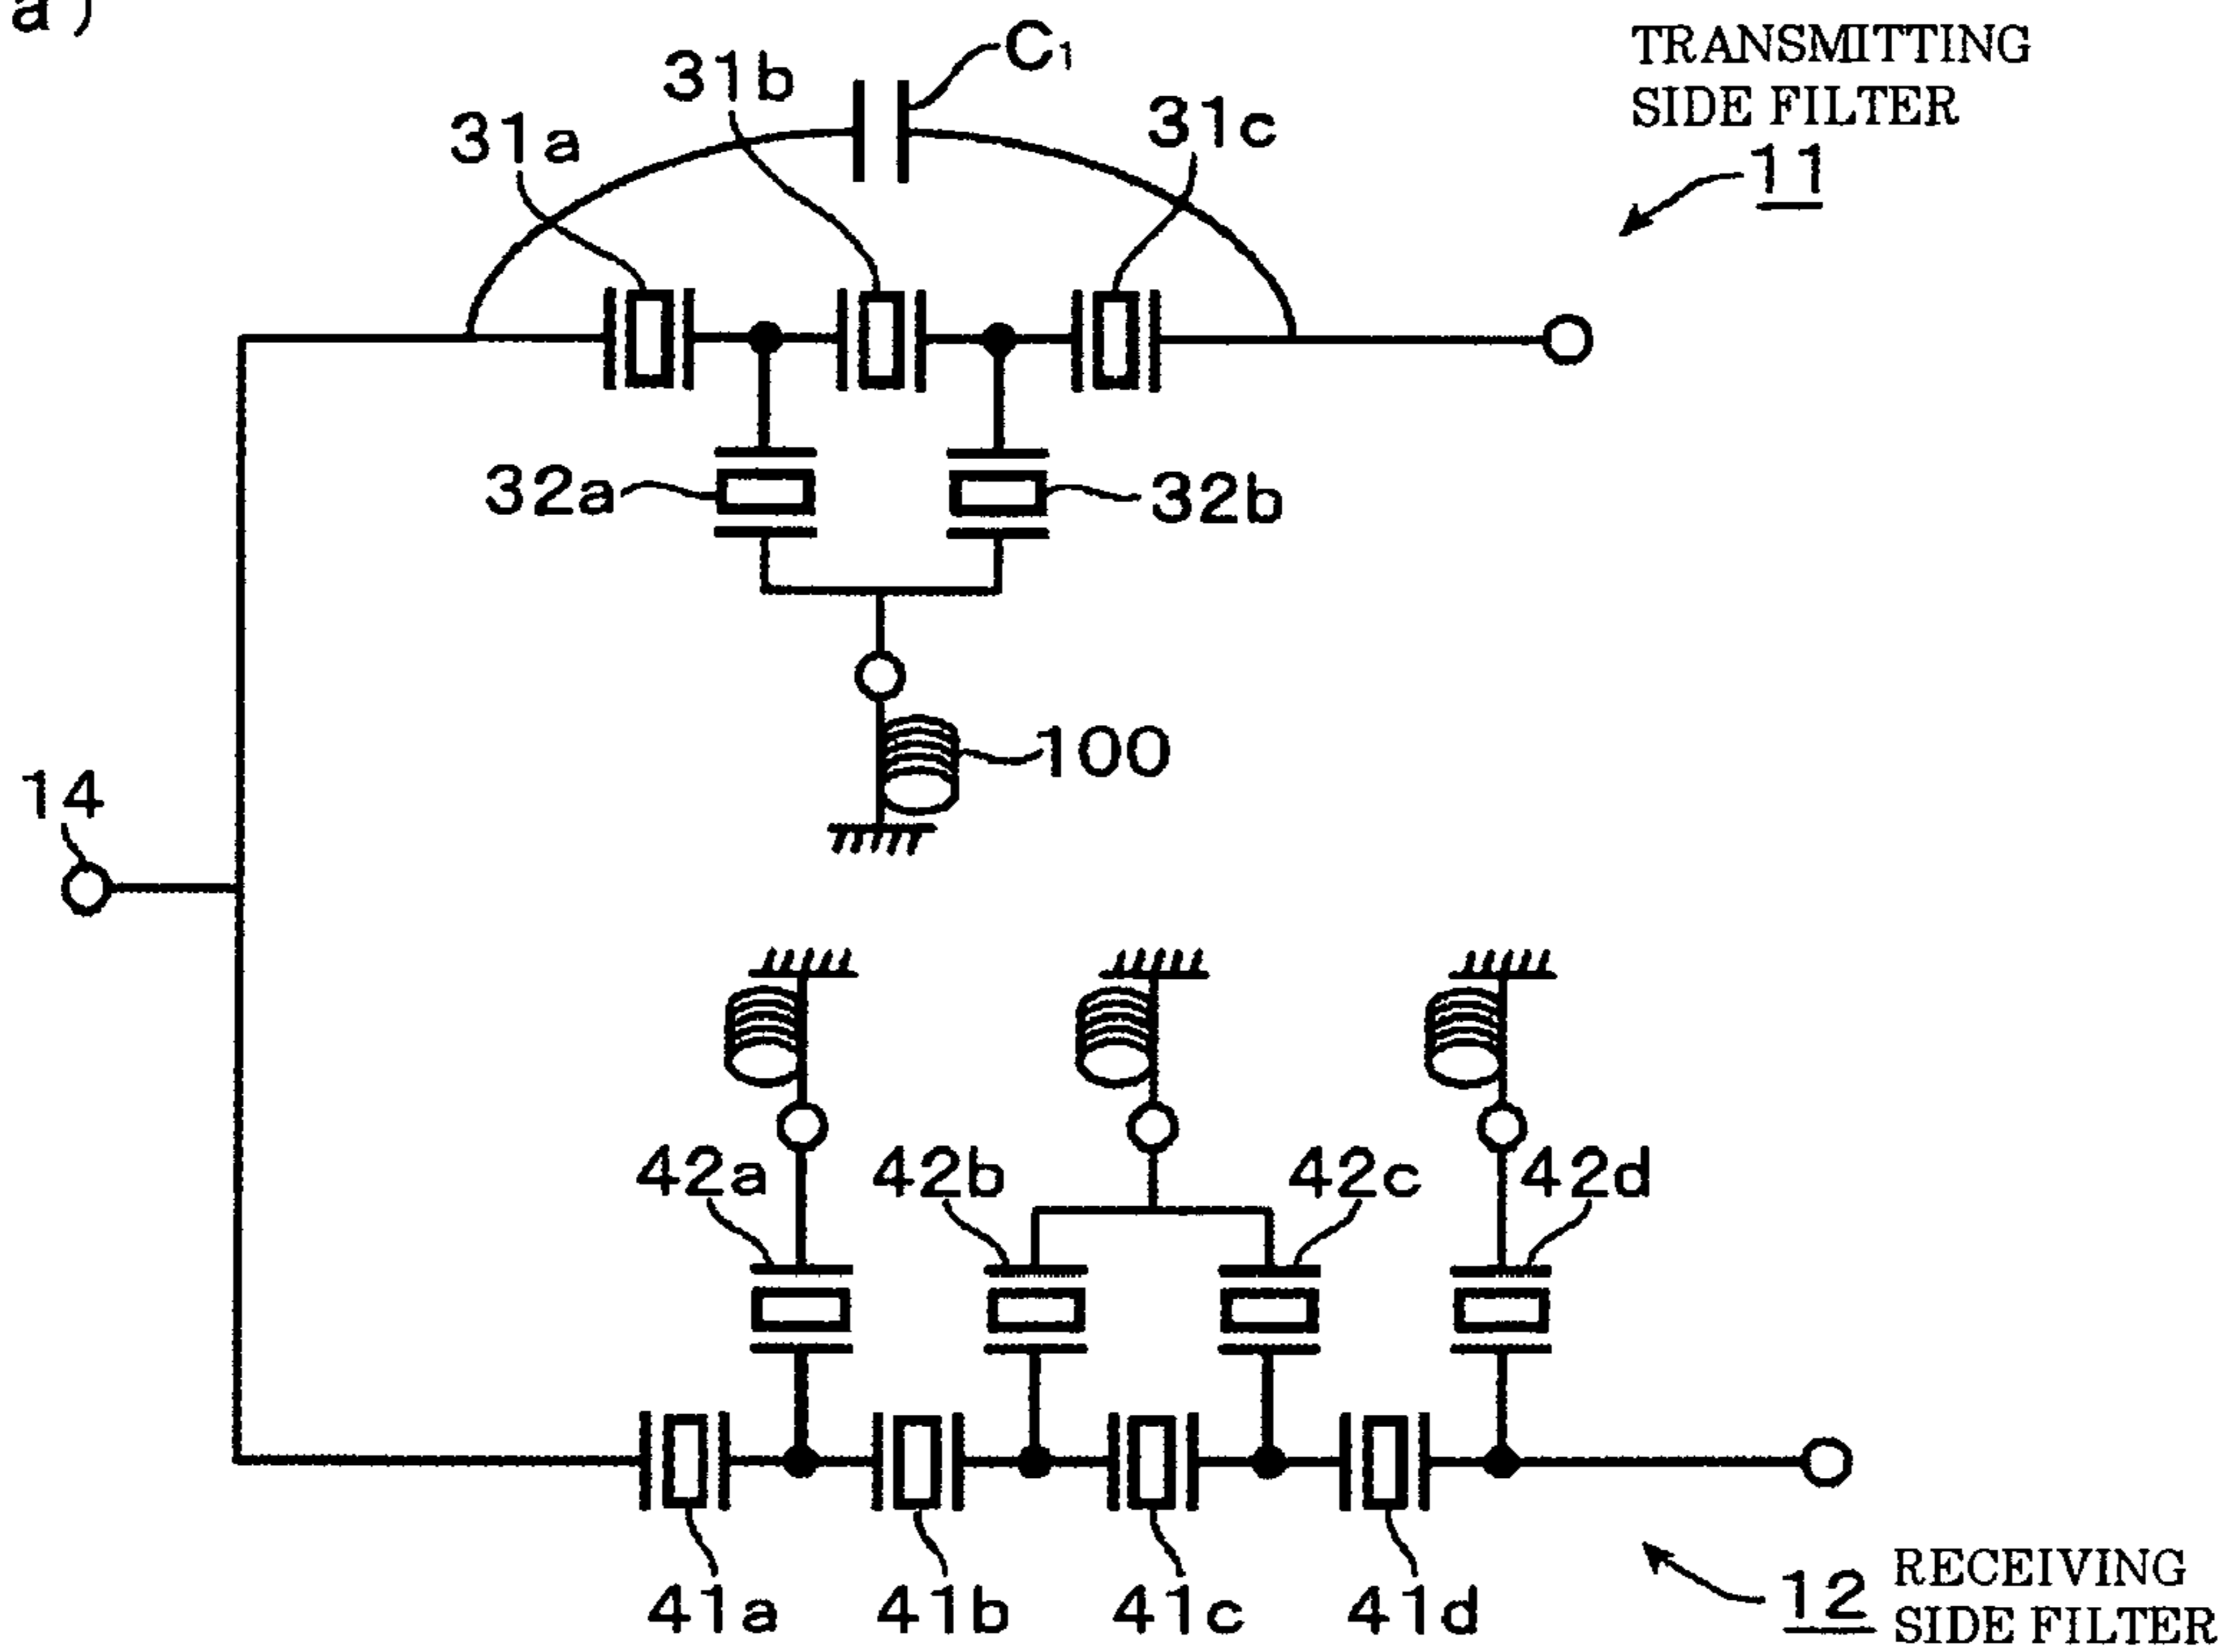 a)
C1
31b
31a
31c
TRANSMITTING
SIDE FILTER
11
32a
32b
100
14
42a
42b
42c
42d
41a
41b
41c
41d
12
RECEIVING
SIDE FILTER